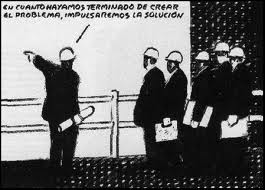 EN CUANTO HAYAMOS TERMINADO DE CREAR
EL PROBLEMA, IMPULSAREMOS LA SOLUCIÓN